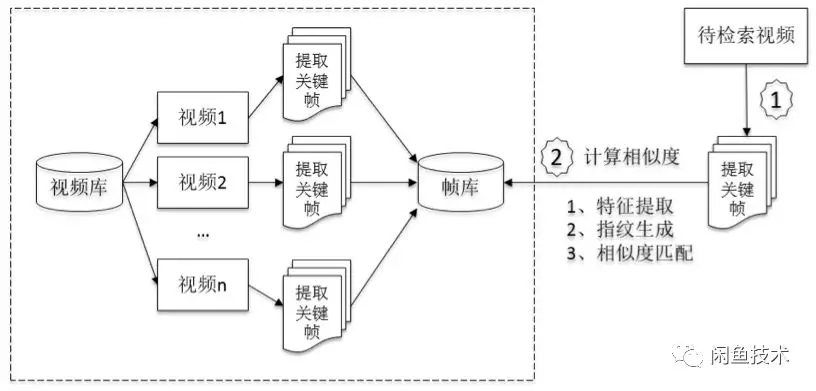 提取
关键
帧
待检索视频
1
视频1
2 计算相似度
视频库
视频2
提取
关键
帧
帧库
提取
关键
帧
1、特征提取
2、指纹生成
3、相似度匹配
...
视频n
提取
关键
帧
闲鱼技术